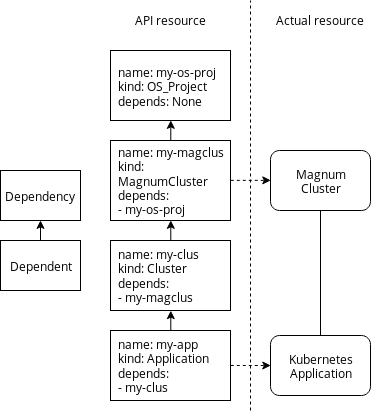 API resource
Actual resource
name: my-os-proj
kind: OS_Project
depends: None
name: my-magclus
kind:
MagnumCluster
depends:
- my-os-proj
Magnum
Cluster
Dependency
Dependent
name: my-clus
kind: Cluster
depends:
- my-magclus
name: my-app
kind: Application
depends:
- my-clus
Kubernetes
Application